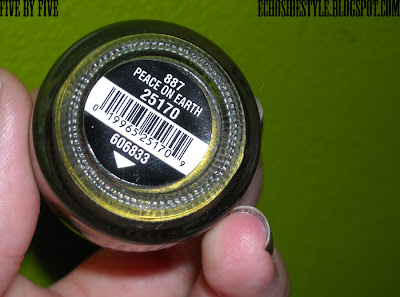 FIVE BY FIVE
ECHOSIDESTYLE.BLOGSPOT.COM
887
PEACE ON EARTH
25170
0 19965 25170 9
606833